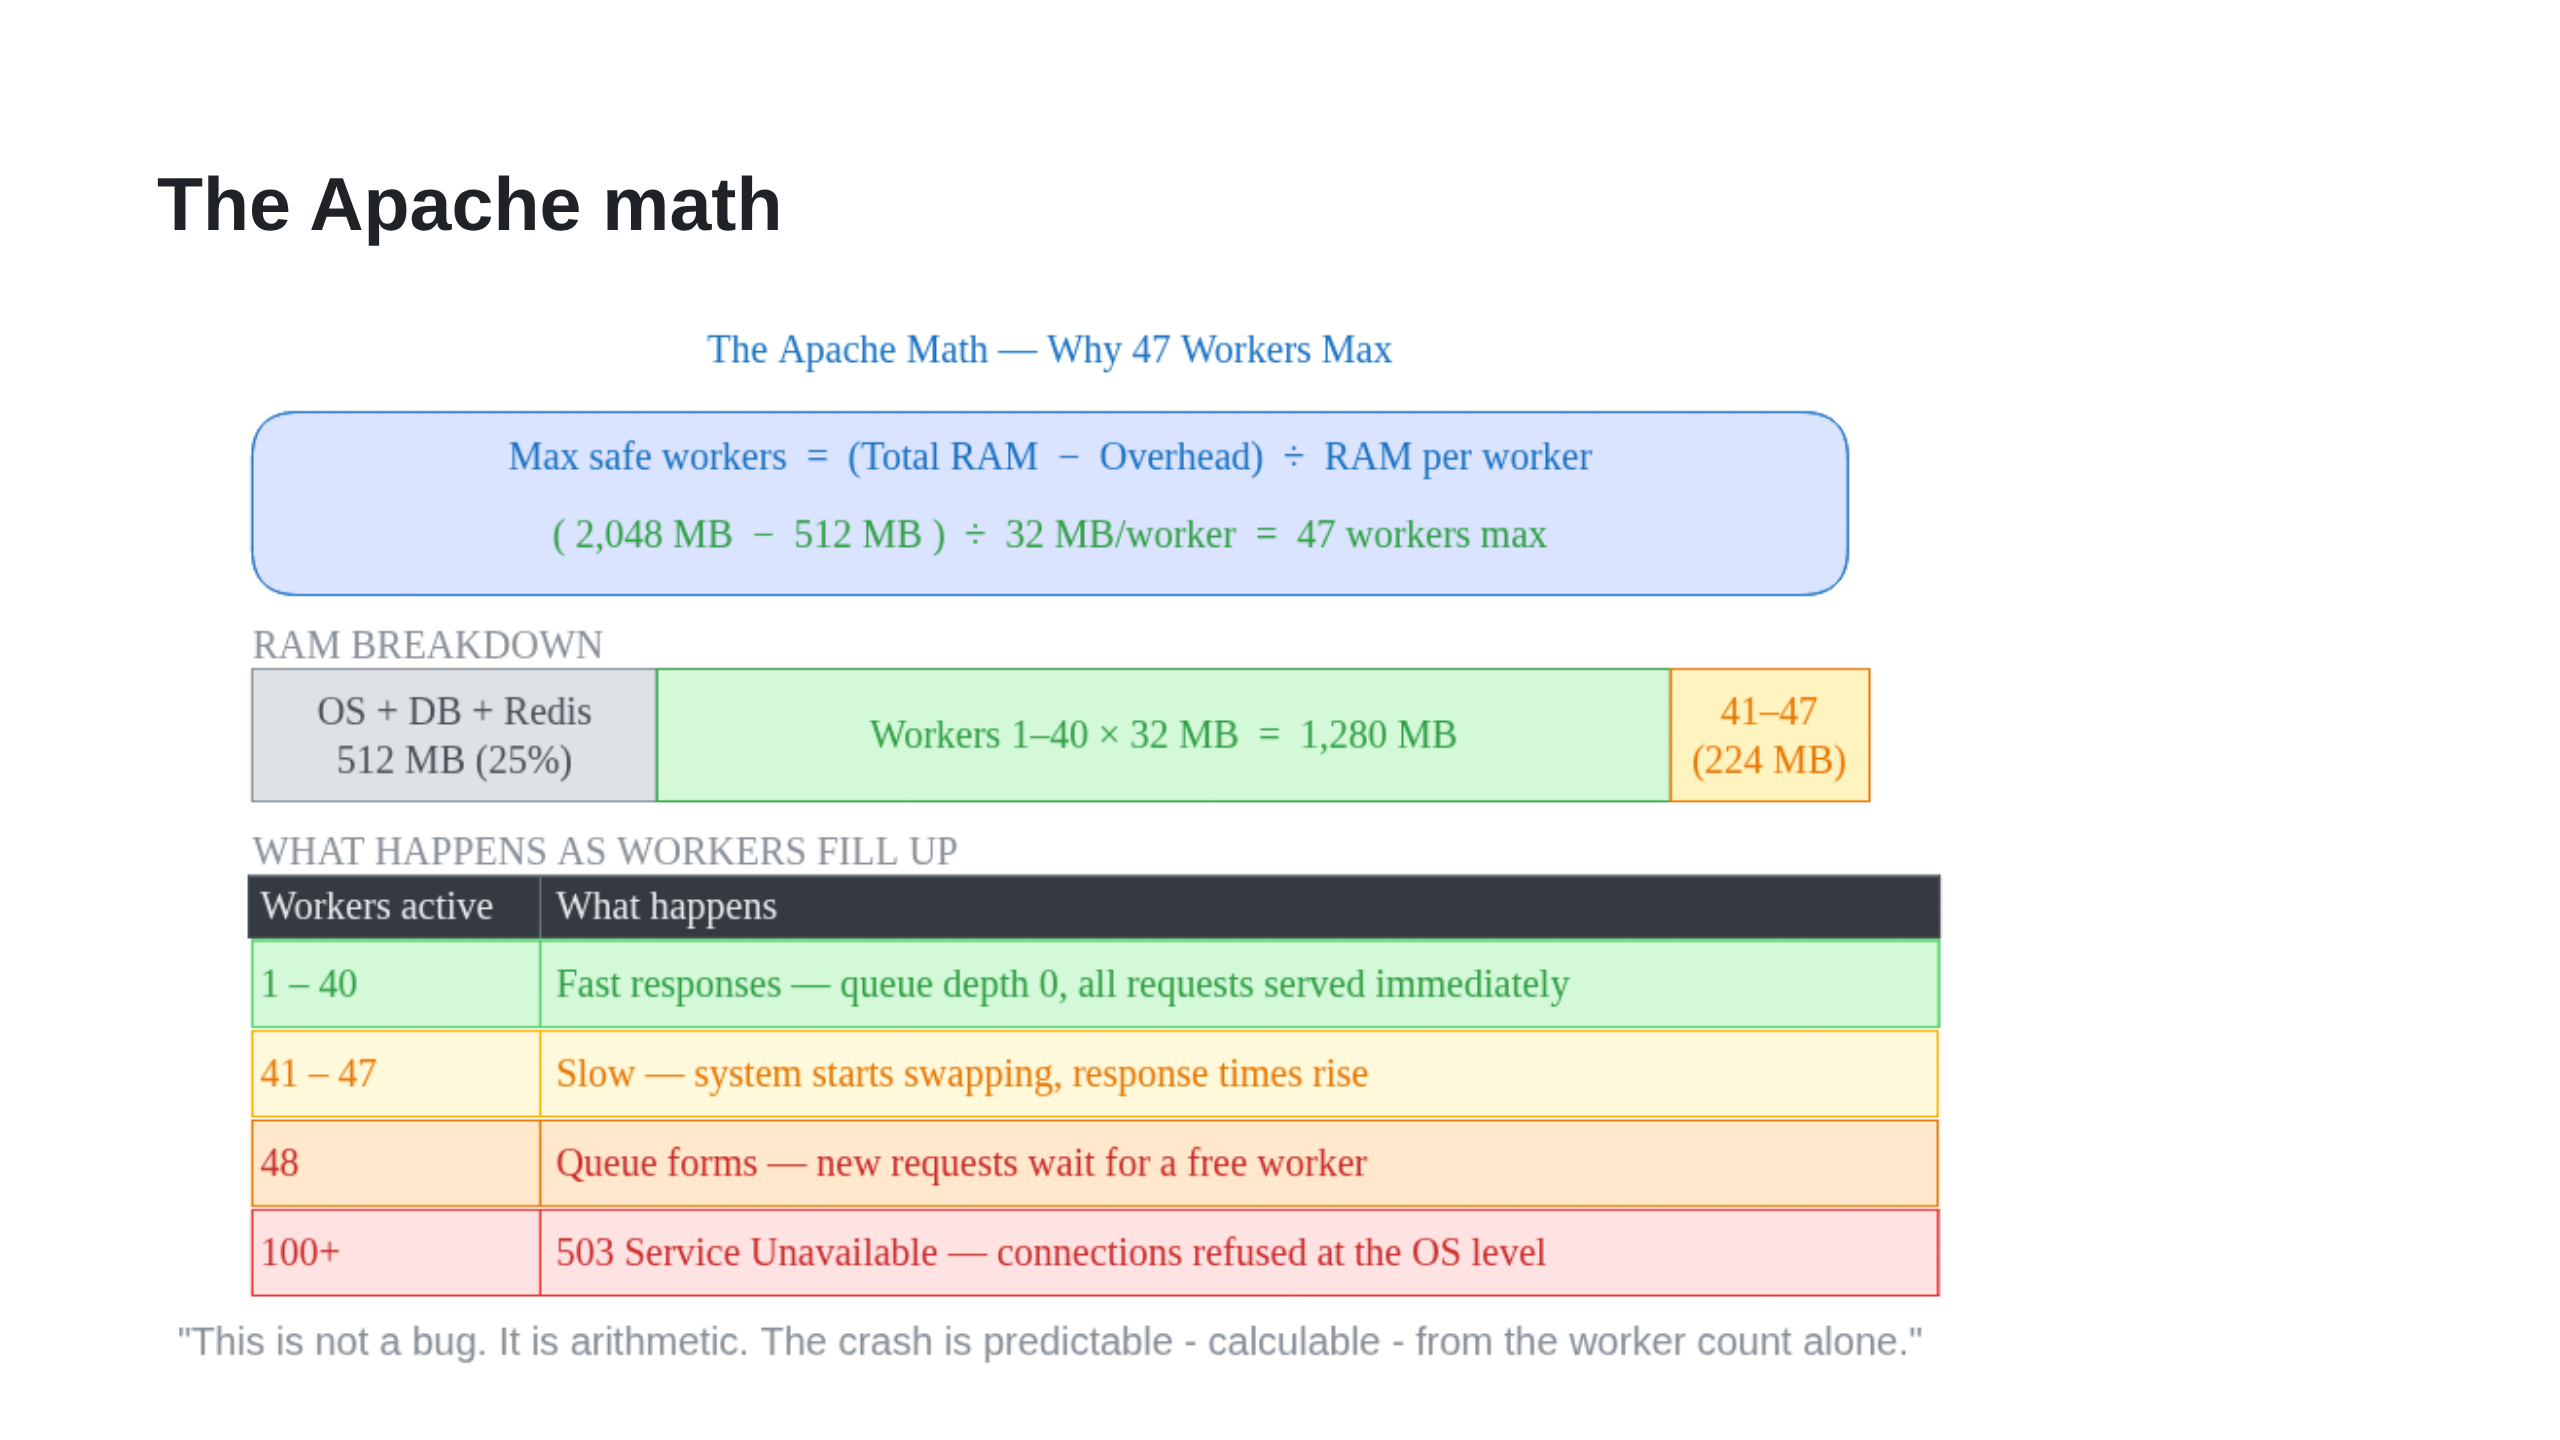 The Apache math
The Apache Math — Why 47 Workers Max
Max safe workers = (Total RAM − Overhead) ÷ RAM per worker
( 2,048 MB − 512 MB ) ÷ 32 MB/worker = 47 workers max
RAM BREAKDOWN
OS + DB + Redis
512 MB (25%)
Workers 1–40 × 32 MB = 1,280 MB
41–47
(224 MB)
WHAT HAPPENS AS WORKERS FILL UP
Workers active What happens
1 – 40 Fast responses — queue depth 0, all requests served immediately
41 – 47 Slow — system starts swapping, response times rise
48 Queue forms — new requests wait for a free worker
100+ 503 Service Unavailable — connections refused at the OS level
"This is not a bug. It is arithmetic. The crash is predictable - calculable - from the worker count alone."